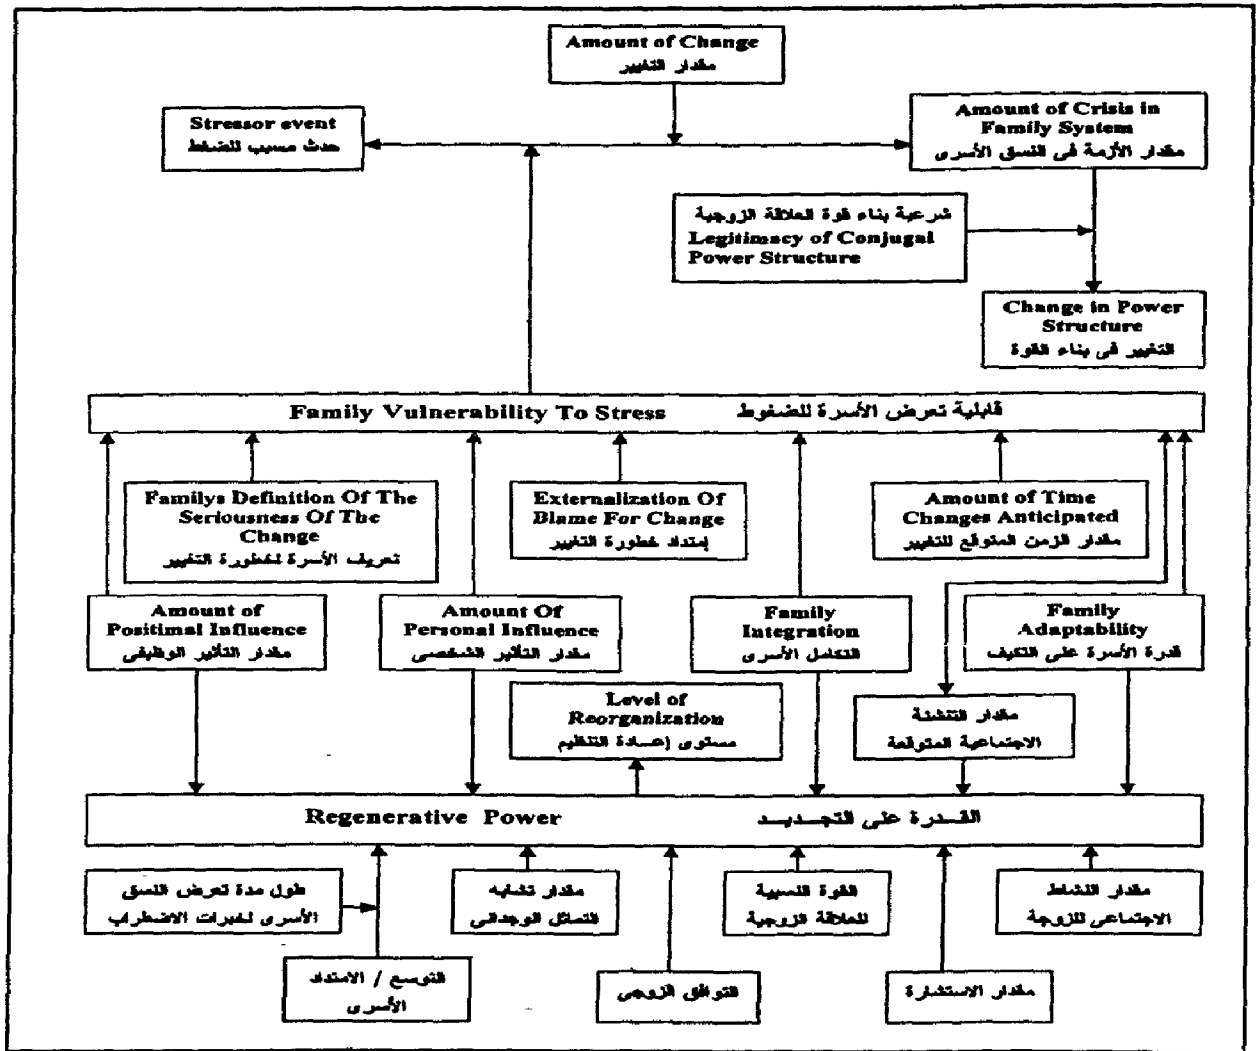 Amount of Change
مقدار التغيير
Stressor event
حدث مسبب للضغط
Amount of Crisis in
Family System
مقدار الأزمة فى النسق الأسرى
شرعية بناء قوة العلاقة الزوجية
Legitimacy of Conjugal
Power Structure
Change in Power
Structure
التغيير فى بناء القوة
Family Vulnerability To Stress قابلية تعرض الأسرة للضغوط
Familys Definition Of The
Seriousness Of The
Change
تعريف الأسرة لخطورة التغيير
Externalization Of
Blame For Change
إمتداد خطورة التغيير
Amount of Time
Changes Anticipated
مقدار الزمن المتوقع للتغيير
Amount of
Positimal Influence
مقدار التأثير الوظيفى
Amount Of
Personal Influence
مقدار التأثير الشخصى
Family
Integration
التكامل الأسرى
Family
Adaptability
قدرة الأسرة على التكيف
Level of
Reorganization
مستوى إعادة التنظيم
مقدار التنشئة
الاجتماعية المتوقعة
Regenerative Power القدرة على التجديد
طول مدة تعرض النسق
الأسرى لخبرات الاضطراب
مقدار تشابه
التماثل الوجدانى
القوة النسبية
للعلاقة الزوجية
مقدار النشاط
الاجتماعى للزوجة
التوسع / الامتداد
الأسرى
التوافق الزوجى
مقدار الاستشارة